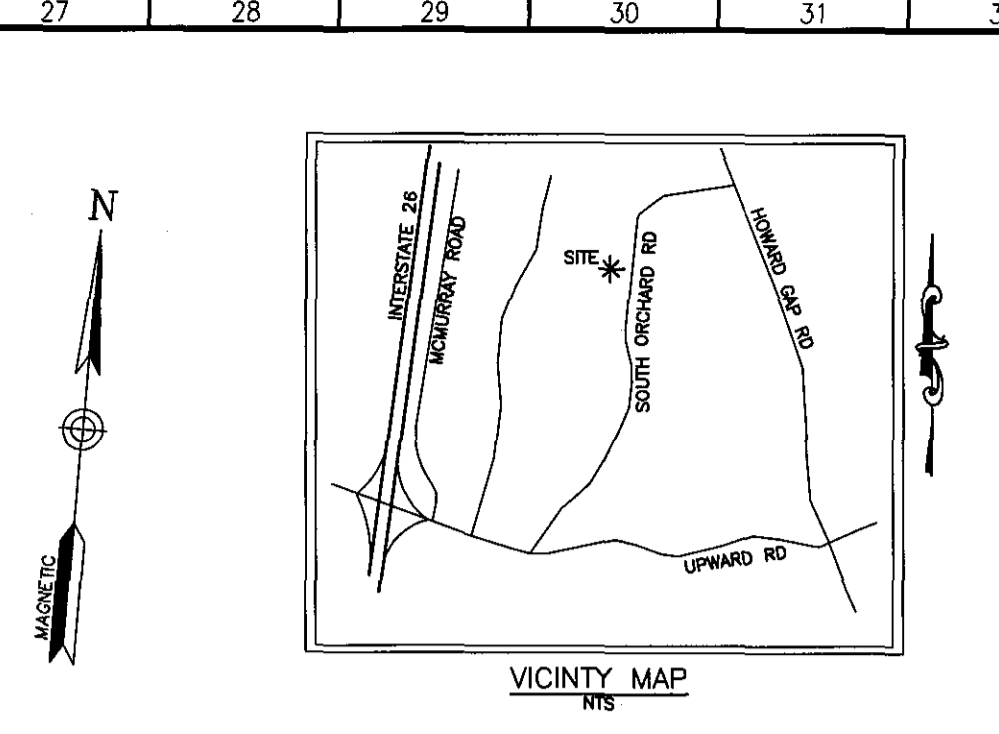 27 28 29 30 31 3
N
MAGNETIC
INTERSTATE 26
MCMURRAY ROAD
SITE
SOUTH ORCHARD RD
HOWARD GAP RD
UPWARD RD
VICINTY MAP
NTS